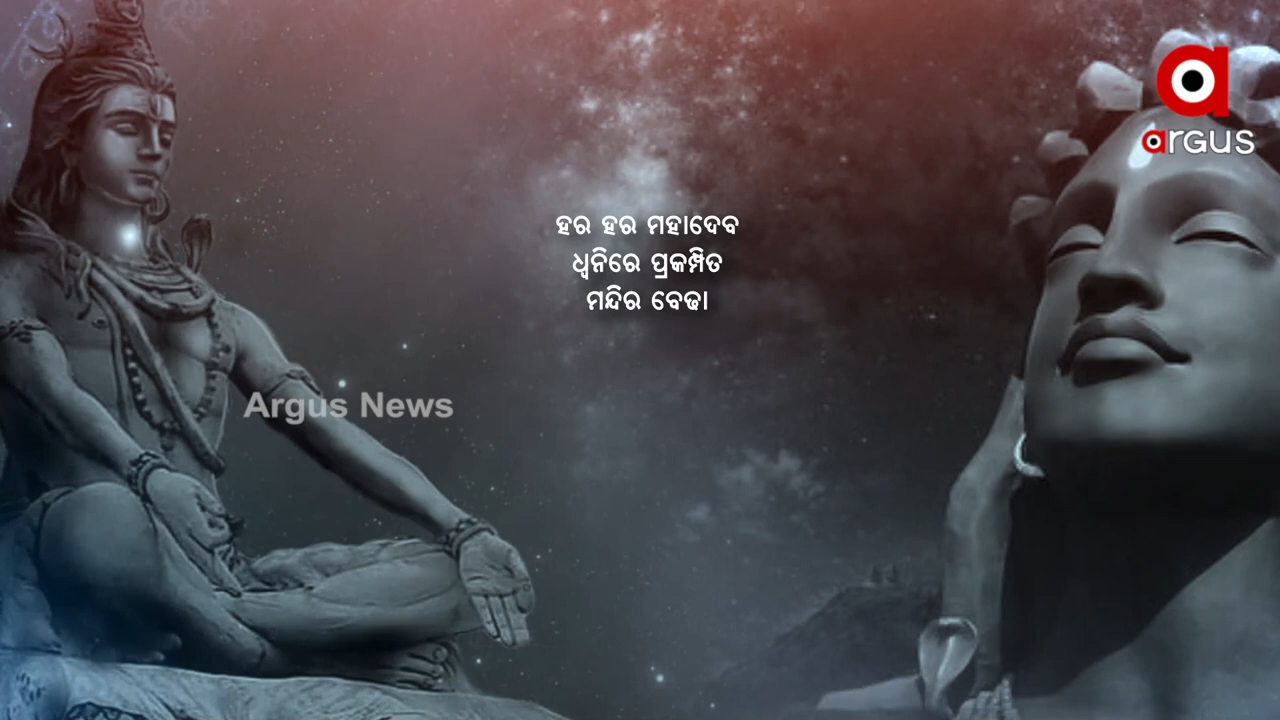 argus
ହର ହର ମହାଦେବ
ଧ୍ୱନିରେ ପ୍ରକମ୍ପିତ
ମନ୍ଦିର ବେଢା
Argus News